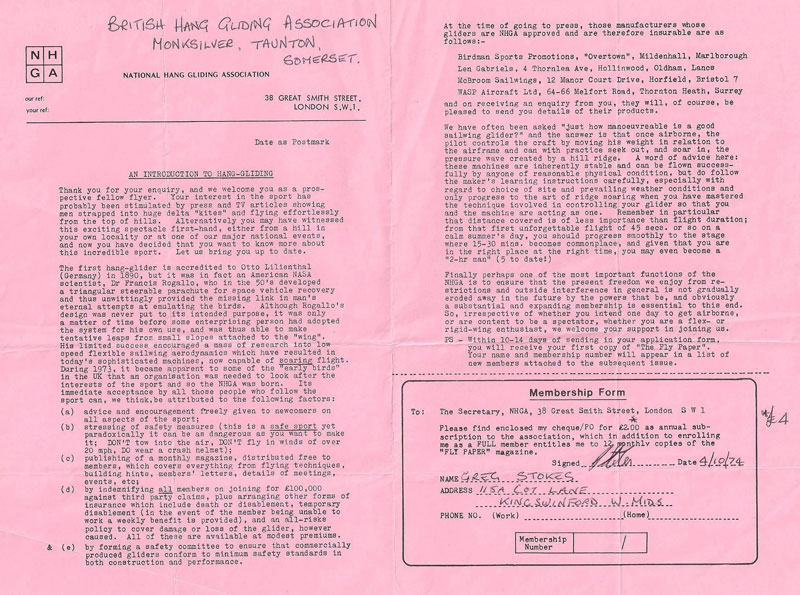 BRITISH HANG GLIDING ASSOCIATION
MONKSILVER, TAUNTON,
SOMERSET.
NH
GA
NATIONAL HANG GLIDING ASSOCIATION
our ref:
your ref:
38 GREAT SMITH STREET,
LONDON S.W.1,
Date as Postmark
AN INTRODUCTION TO HANG-GLIDING
Thank you for your enquiry, and we welcome you as a pros-
pective fellow flyer. Your interest in the sport has
probably been stimulated by press and TV articles showing
men strapped into huge delta "kites" and flying effortlessly
from the top of hills. Alternatively you may have witnessed
this exciting spectacle first-hand, either from a hill in
your own locality or at one of our major national events,
and now you have decided that you want to know more about
this incredible sport. Let us bring you up to date.
The first hang-glider is accredited to Otto Lilienthal
(Germany) in 1890, but it was in fact an American NASA
scientist, Dr Francis Rogallo, who in the 50's developed
a triangular steerable parachute for space vehicle recovery
and thus unwittingly provided the missing link in man's
eternal attempts at emulating the birds. Although Rogallo's
design was never put to its intended purpose, it was only
a matter of time before some enterprising person had adopted
the system for his own use, and was thus able to make
tentative leaps from small slopes attached to the "wing".
His limited success encouraged a mass of research into low
speed flexible sailwing aerodynamics which have resulted in
today's sophisticated machines, now capable of soaring flight.
During 1973, it became apparent to some of the "early birds"
in the UK that an organisation was needed to look after the
interests of the sport and so the NHGA was born. Its
immediate acceptance by all those people who follow the
sport can, we think,be attributed to the following factors:
(a) advice and encouragement freely given to newcomers on
all aspects of the sport;
(b) stressing of safety measures (this is a safe sport yet
paradoxically it can be as dangerous as you want to make
it; DON'T tow into the air, DON'T fly in winds of over
20 mph, DO wear a crash helmet);
(c) publishing of a monthly magazine, distributed free to
members, which covers everything from flying techniques,
building hints, members' letters, details of meetings,
events, etc;
(d) by indemnifying all members on joining for £100,000
against third party claims, plus arranging other forms of
insurance which include death or disablement, temporary
disablement (in the event of the member being unable to
work a weekly benefit is provided), and an all-risks
policy to cover damage or loss of the glider, however
caused. All of these are available at modest premiums.
& (e) by forming a safety committee to ensure that commercially
produced gliders conform to minimum safety standards in
both construction and performance.
At the time of going to press, those manufacturers whose
gliders are NHGA approved and are therefore insurable are as
follows:-
Birdman Sports Promotions, "Overtown", Mildenhall, Marlborough
Len Gabriels, 4 Thornlea Ave, Hollinwood, Oldham, Lancs
McBroom Sailwings, 12 Manor Court Drive, Horfield, Bristol 7
WASP Aircraft Ltd, 64-66 Melfort Road, Thornton Heath, Surrey
and on receiving an enquiry from you, they will, of course, be
pleased to send you details of their products.
We have often been asked "just how manoeuvreable is a good
sailwing glider?" and the answer is that once airborne, the
pilot controls the craft by moving his weight in relation to
the airframe and can with practice seek out, and soar in, the
pressure wave created by a hill ridge. A word of advice here:
these machines are inherently stable and can be flown success-
fully by anyone of reasonable physical condition, but do follow
the maker's learning instructions carefully, especially with
regard to choice of site and prevailing weather conditions and
only progress to the art of ridge soaring when you have mastered
the technique involved in controlling your glider so that you
and the machine are acting as one. Remember in particular
that distance covered is of less importance than flight duration;
from that first unforgettable flight of 45 secs. or so on a
calm summer's day, you should progress smoothly to the stage
where 15-30 mins. becomes commonplace, and given that you are
in the right place at the right time, you may even become a
"2-hr man" (5 to date!)
Finally perhaps one of the most important functions of the
NHGA is to ensure that the present freedom we enjoy from re-
strictions and outside interference in general is not gradually
eroded away in the future by the powers that be, and obviously
a substantial and expanding membership is essential to this end.
So, irrespective of whether you intend one day to get airborne,
or are content to be a spectator, whether you are a flex- or
rigid-wing enthusiast, we welcome your support in joining us.
PS - Within 10-14 days of sending in your application form,
you will receive your first copy of "The Fly Paper".
Your name and membership number will appear in a list of
new members attached to the subsequent issue.
Membership Form
To: The Secretary, NHGA, 38 Great Smith Street, London S W 1
* £4
Please find enclosed my cheque/PO for £2.00 as annual sub-
scription to the association, which in addition to enrolling
me as a FULL member entitles me to 12 monthly copies of the
"FLY PAPER" magazine.
Signed Date 4/10/74
NAME GREG STOKES
ADDRESS 115A COT LANE
KINGSWINFORD W. MIDS
PHONE NO. (Work) (Home)
Membership
Number /